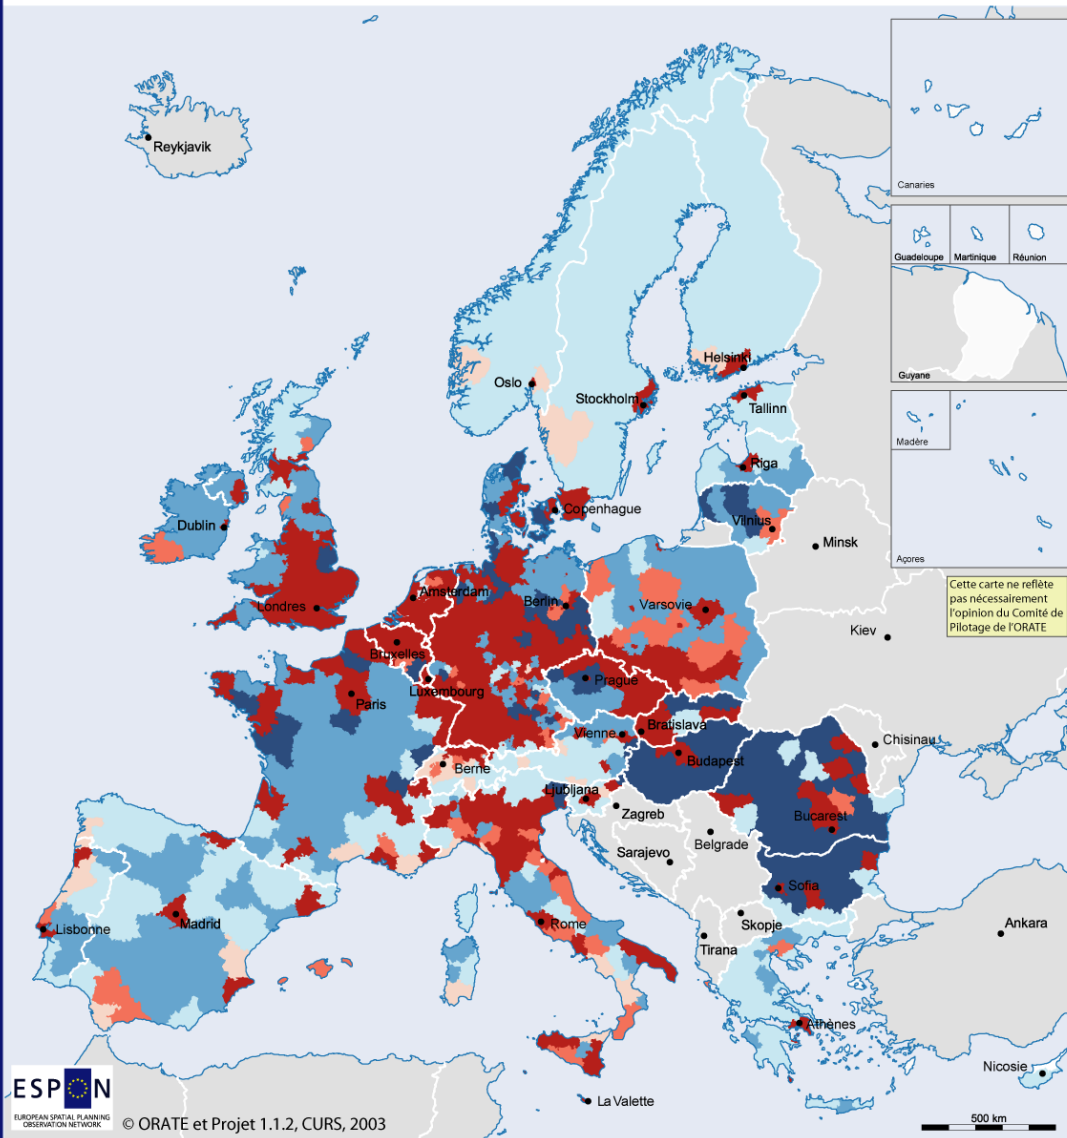 Reykjavik
Canaries
Guadeloupe
Martinique
Réunion
Guyane
Helsinki
Oslo
Stockholm
Tallinn
Madère
Riga
Copenhague
Dublin
Vilnius
Minsk
Açores
Cette carte ne reflète
pas nécessairement
l'opinion du Comité de
Pilotage de l'ORATE
Amsterdam
Berlin
Varsovie
Londres
Kiev
Bruxelles
Luxembourg
Prague
Paris
Bratislava
Vienne
Chisinau
Budapest
Berne
Ljubljana
Zagreb
Bucarest
Belgrade
Sarajevo
Sofia
Madrid
Rome
Skopje
Lisbonne
Ankara
Tirana
Athènes
Nicosie
La Valette
ESPON
EUROPEAN SPATIAL PLANNING
OBSERVATION NETWORK
© ORATE et Projet 1.1.2, CURS, 2003
500 km